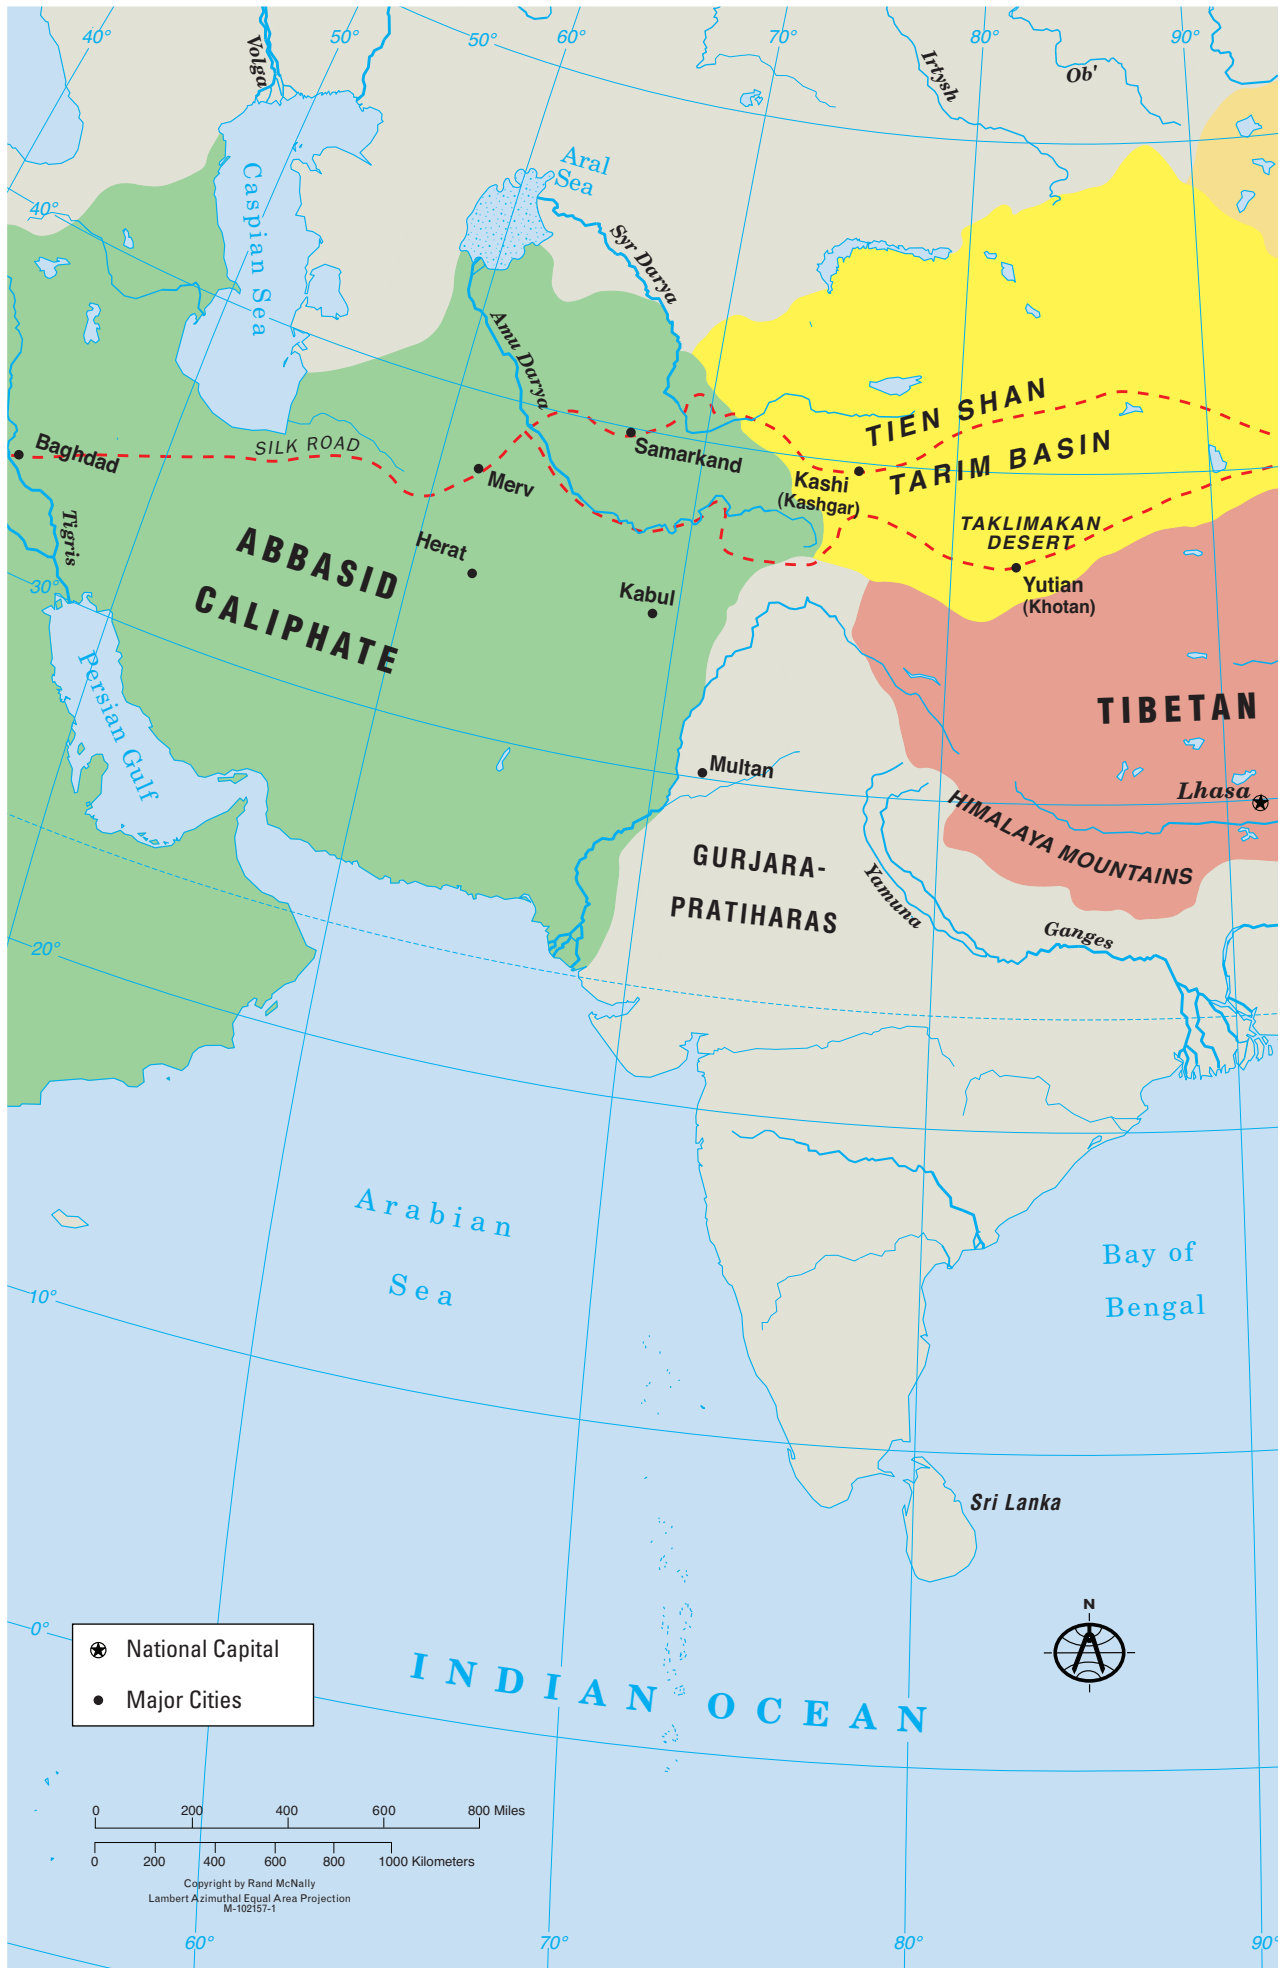 40°
50°
50°
60°
70°
80°
90°
Volga
Irtysh
Ob'
Aral
Sea
Caspian Sea
40°
Syr Darya
Amu Darya
TIEN SHAN
TARIM BASIN
SILK ROAD
Baghdad
Samarkand
Merv
Kashi
(Kashgar)
TAKLIMAKAN
DESERT
Tigris
Herat
ABBASID
CALIPHATE
Kabul
Yutian
(Khotan)
30°
Persian Gulf
TIBETAN
Multan
Lhasa
HIMALAYA MOUNTAINS
GURJARA-
PRATIHARAS
Yamuna
Ganges
20°
Arabian
Sea
Bay of
Bengal
10°
Sri Lanka
N
0°
National Capital
Major Cities
INDIAN OCEAN
0 200 400 600 800 Miles
0 200 400 600 800 1000 Kilometers
Copyright by Rand McNally
Lambert Azimuthal Equal Area Projection
M-102157-1
60°
70°
80°
90°